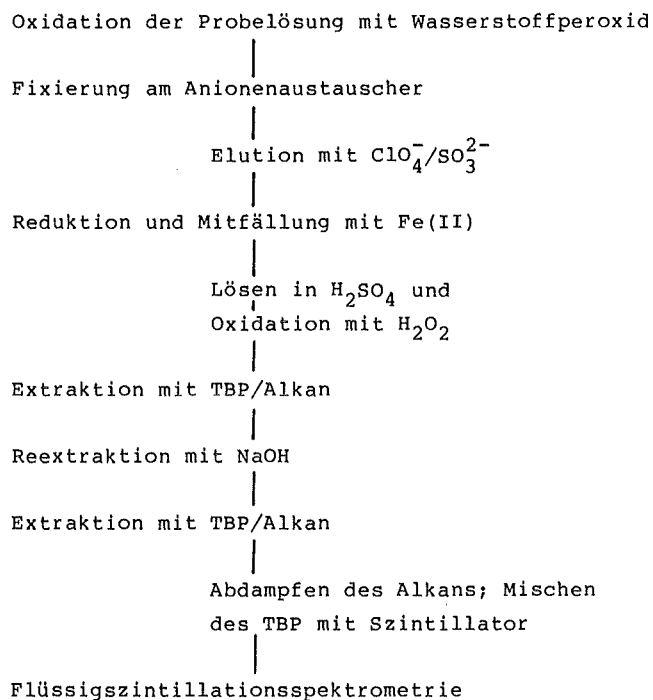 Oxidation der Probelösung mit Wasserstoffperoxid
Fixierung am Anionenaustauscher
Elution mit ClO₄⁻/SO₃²⁻
Reduktion und Mitfällung mit Fe(II)
Lösen in H₂SO₄ und
Oxidation mit H₂O₂
Extraktion mit TBP/Alkan
Reextraktion mit NaOH
Extraktion mit TBP/Alkan
Abdampfen des Alkans; Mischen
des TBP mit Szintillator
Flüssigszintillationsspektrometrie